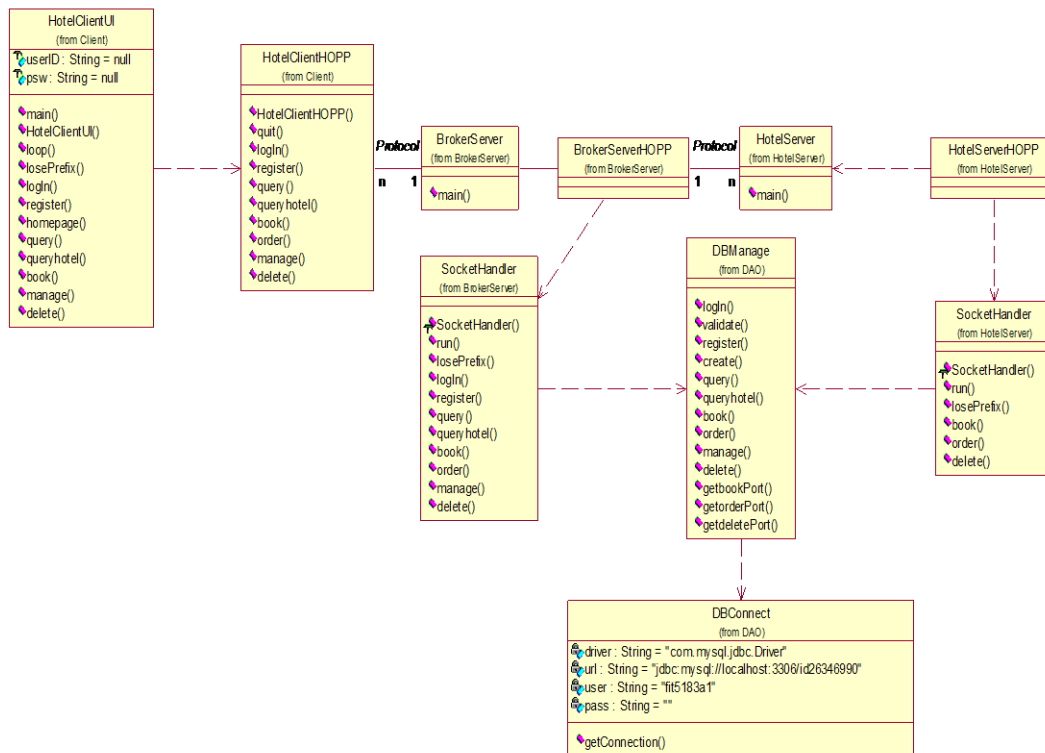 HotelClientUI
(from Client)
userID : String = null
psw : String = null
main()
HotelClientUI()
loop()
losePrefix()
logIn()
register()
homepage()
query()
queryhotel()
book()
manage()
delete()
HotelClientHOPP
(from Client)
HotelClientHOPP()
quit()
logIn()
register()
query()
queryhotel()
book()
order()
manage()
delete()
Protocol
n 1
BrokerServer
(from BrokerServer)
main()
BrokerServerHOPP
(from BrokerServer)
Protocol
1 n
HotelServer
(from HotelServer)
main()
HotelServerHOPP
(from HotelServer)
SocketHandler
(from BrokerServer)
SocketHandler()
run()
losePrefix()
logIn()
register()
query()
queryhotel()
book()
order()
manage()
delete()
DBManage
(from DAO)
logIn()
validate()
register()
create()
query()
queryhotel()
book()
order()
manage()
delete()
getbookPort()
getorderPort()
getdeletePort()
SocketHandler
(from HotelServer)
SocketHandler()
run()
losePrefix()
book()
order()
delete()
DBConnect
(from DAO)
driver : String = "com.mysql.jdbc.Driver"
url : String = "jdbc:mysql://localhost:3306/id26346990"
user : String = "fit5183a1"
pass : String = ""
getConnection()